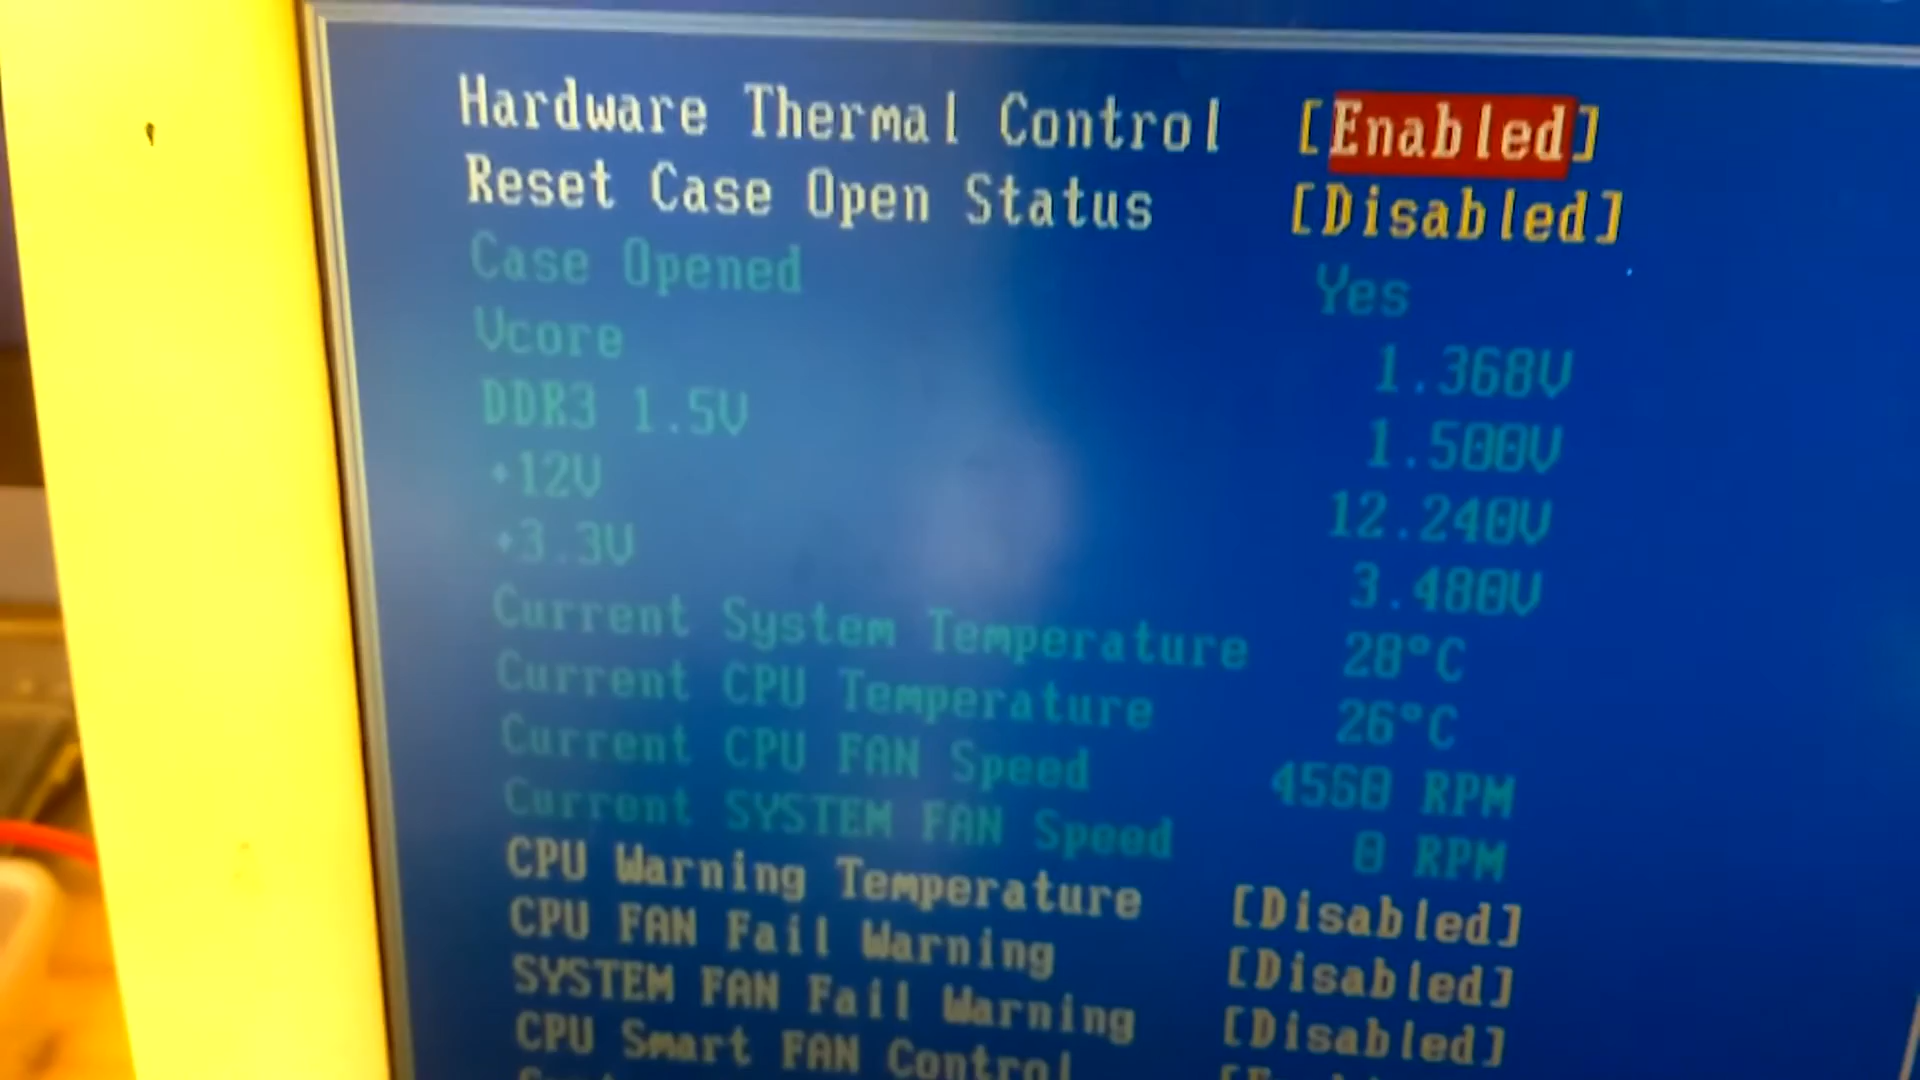 Hardware Thermal Control [Enabled]
Reset Case Open Status [Disabled]
Case Opened Yes
Vcore 1.368V
DDR3 1.5V 1.500V
+12V 12.240V
+3.3V 3.480V
Current System Temperature 28°C
Current CPU Temperature 26°C
Current CPU FAN Speed 4560 RPM
Current SYSTEM FAN Speed 0 RPM
CPU Warning Temperature [Disabled]
CPU FAN Fail Warning [Disabled]
SYSTEM FAN Fail Warning [Disabled]
CPU Smart FAN Control